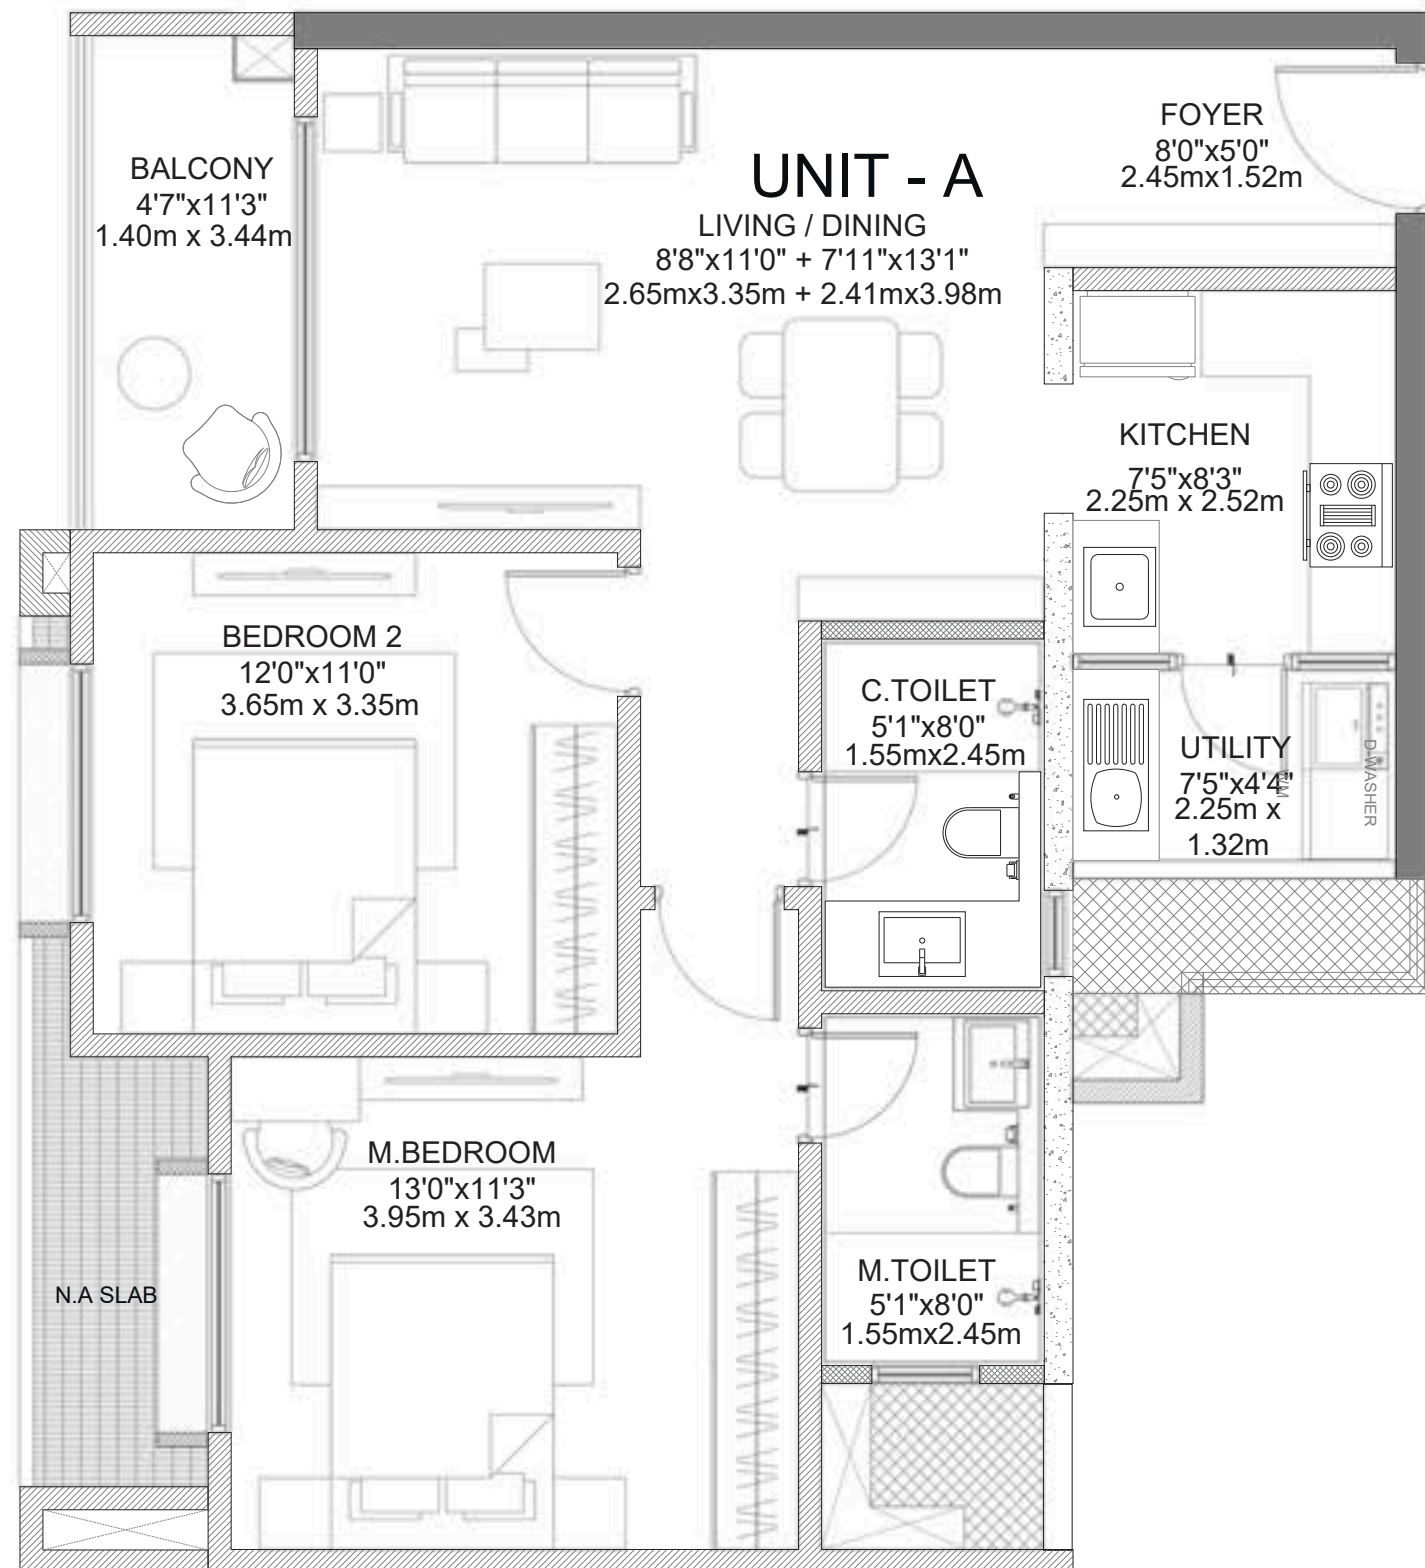 FOYER
8'0"x5'0"
2.45mx1.52m
BALCONY
4'7"x11'3"
1.40m x 3.44m
UNIT - A
LIVING / DINING
8'8"x11'0" + 7'11"x13'1"
2.65mx3.35m + 2.41mx3.98m
KITCHEN
7'5"x8'3"
2.25m x 2.52m
BEDROOM 2
12'0"x11'0"
3.65m x 3.35m
C.TOILET
5'1"x8'0"
1.55mx2.45m
UTILITY
7'5"x4'4"
2.25m x
1.32m
WM
D-WASHER
M.BEDROOM
13'0"x11'3"
3.95m x 3.43m
N.A SLAB
M.TOILET
5'1"x8'0"
1.55mx2.45m